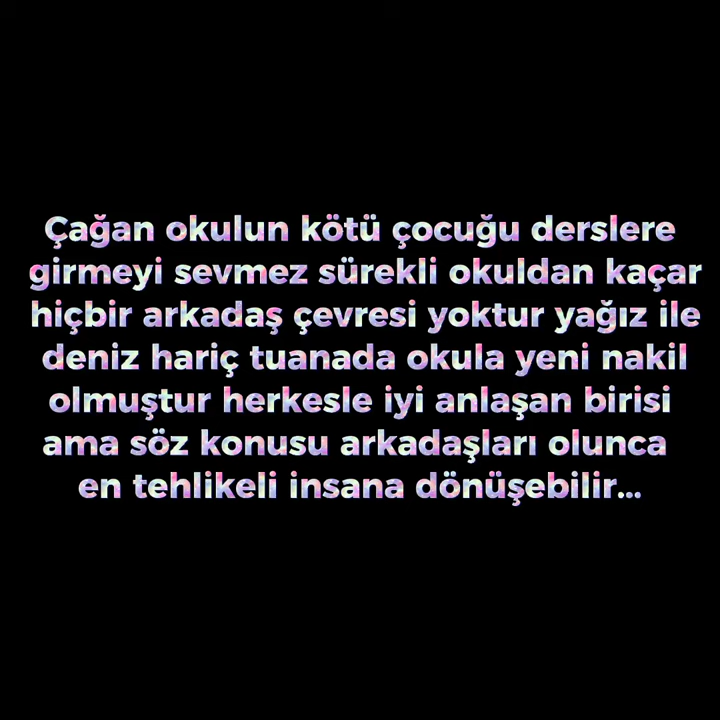 Çağan okulun kötü çocuğu derslere
girmeyi sevmez sürekli okuldan kaçar
hiçbir arkadaş çevresi yoktur yağız ile
deniz hariç tuanada okula yeni nakil
olmuştur herkesle iyi anlaşan birisi
ama söz konusu arkadaşları olunca
en tehlikeli insana dönüşebilir...